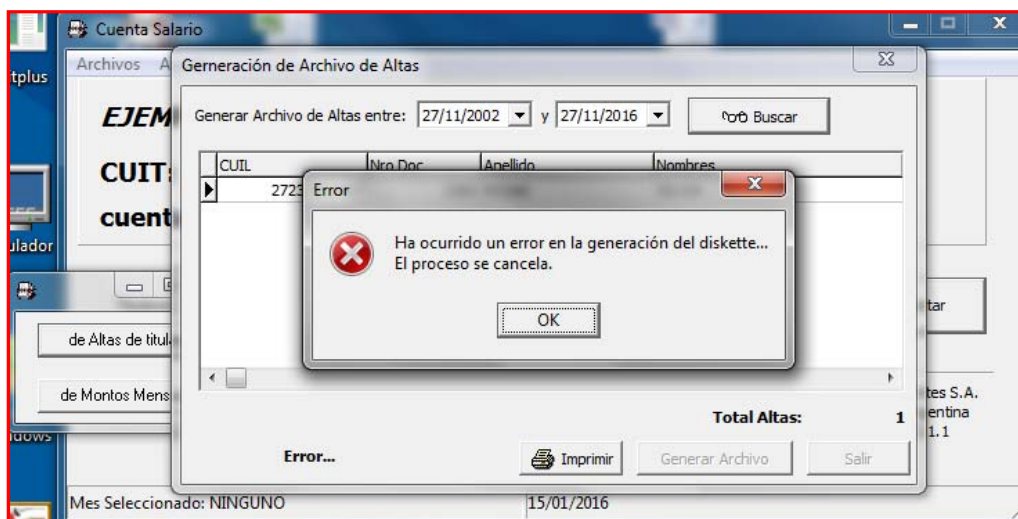 Cuenta Salario
Archivos A
Gerneración de Archivo de Altas
Generar Archivo de Altas entre: 27/11/2002 y 27/11/2016 Buscar
CUIL Nro Doc Apellido Nombres
2723
Error
Ha ocurrido un error en la generación del diskette...
El proceso se cancela.
OK
EJEM
CUIT:
cuent
tplus
ulador
de Altas de titul
de Montos Mens
tar
tes S.A.
entina
1.1
Total Altas: 1
Error... Imprimir Generar Archivo Salir
dows
Mes Seleccionado: NINGUNO 15/01/2016